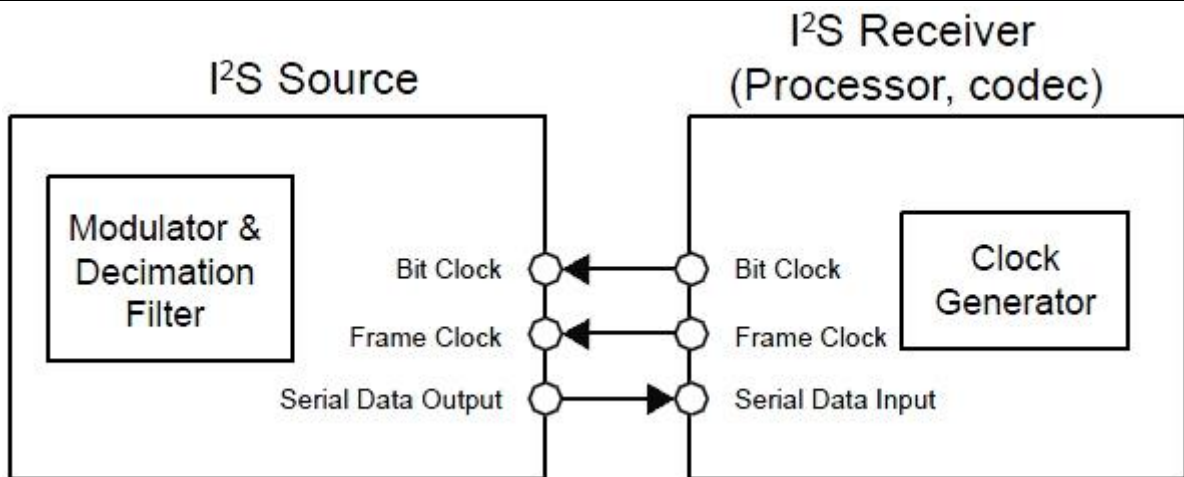 I²S Source
I²S Receiver
(Processor, codec)
Modulator &
Decimation
Filter
Bit Clock
Frame Clock
Serial Data Output
Bit Clock
Frame Clock
Serial Data Input
Clock
Generator